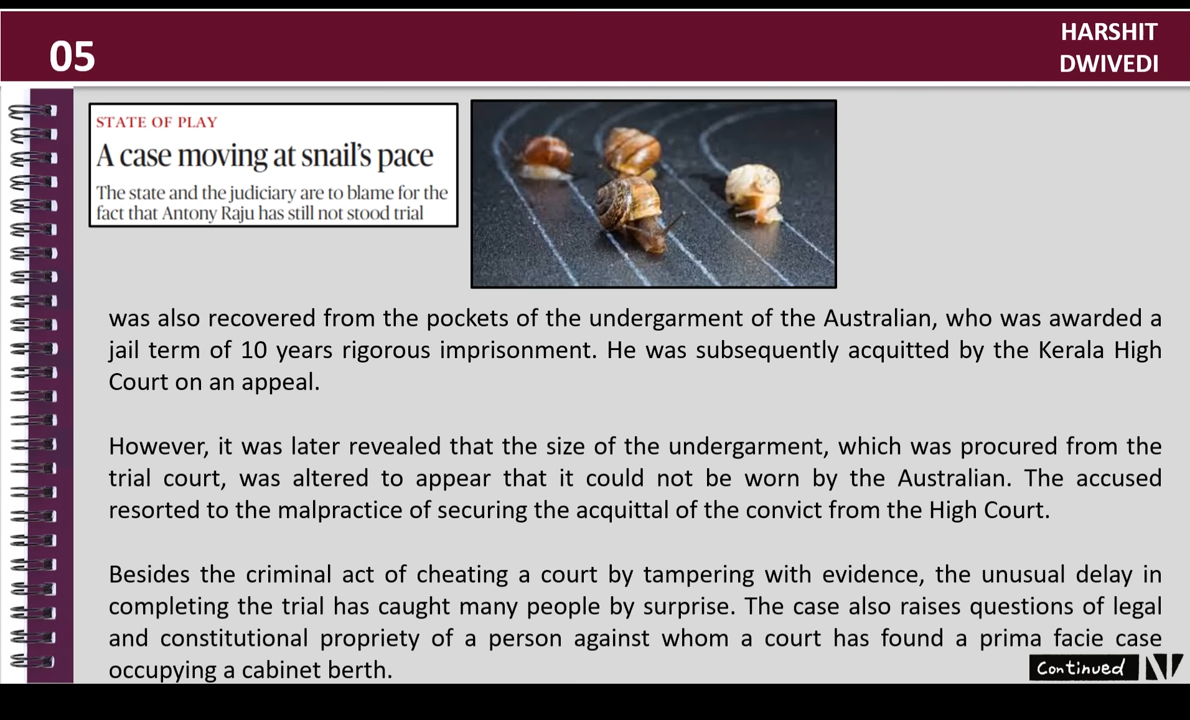 05
HARSHIT
DWIVEDI
STATE OF PLAY
A case moving at snail's pace
The state and the judiciary are to blame for the
fact that Antony Raju has still not stood trial
was also recovered from the pockets of the undergarment of the Australian, who was awarded a
jail term of 10 years rigorous imprisonment. He was subsequently acquitted by the Kerala High
Court on an appeal.
However, it was later revealed that the size of the undergarment, which was procured from the
trial court, was altered to appear that it could not be worn by the Australian. The accused
resorted to the malpractice of securing the acquittal of the convict from the High Court.
Besides the criminal act of cheating a court by tampering with evidence, the unusual delay in
completing the trial has caught many people by surprise. The case also raises questions of legal
and constitutional propriety of a person against whom a court has found a prima facie case
occupying a cabinet berth.
Continued